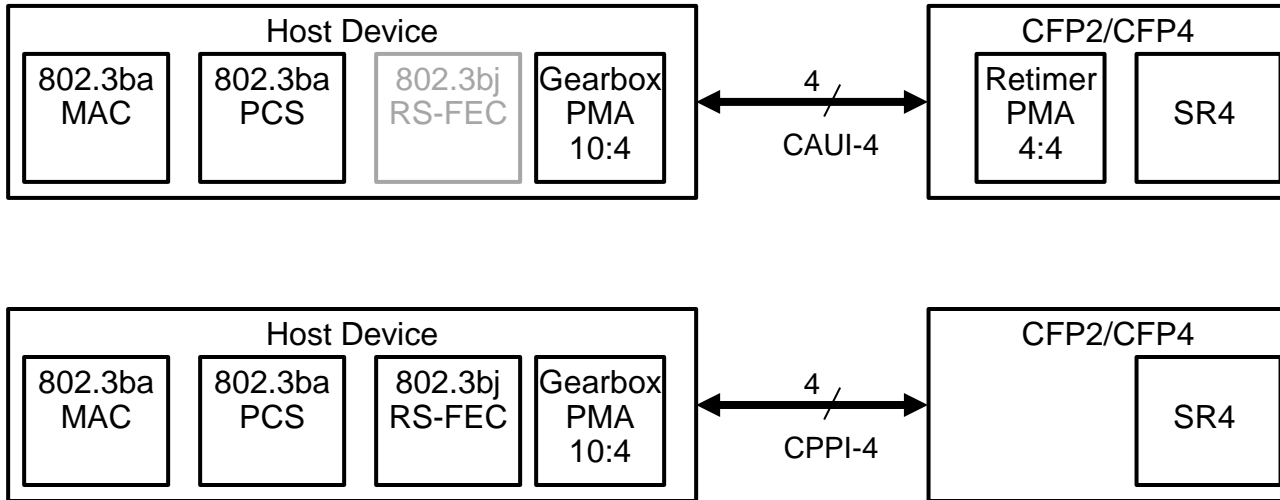 Host Device
802.3ba
MAC
802.3ba
PCS
802.3bj
RS-FEC
Gearbox
PMA
10:4
4
CAUI-4
CFP2/CFP4
Retimer
PMA
4:4
SR4
Host Device
802.3ba
MAC
802.3ba
PCS
802.3bj
RS-FEC
Gearbox
PMA
10:4
4
CPPI-4
CFP2/CFP4
SR4